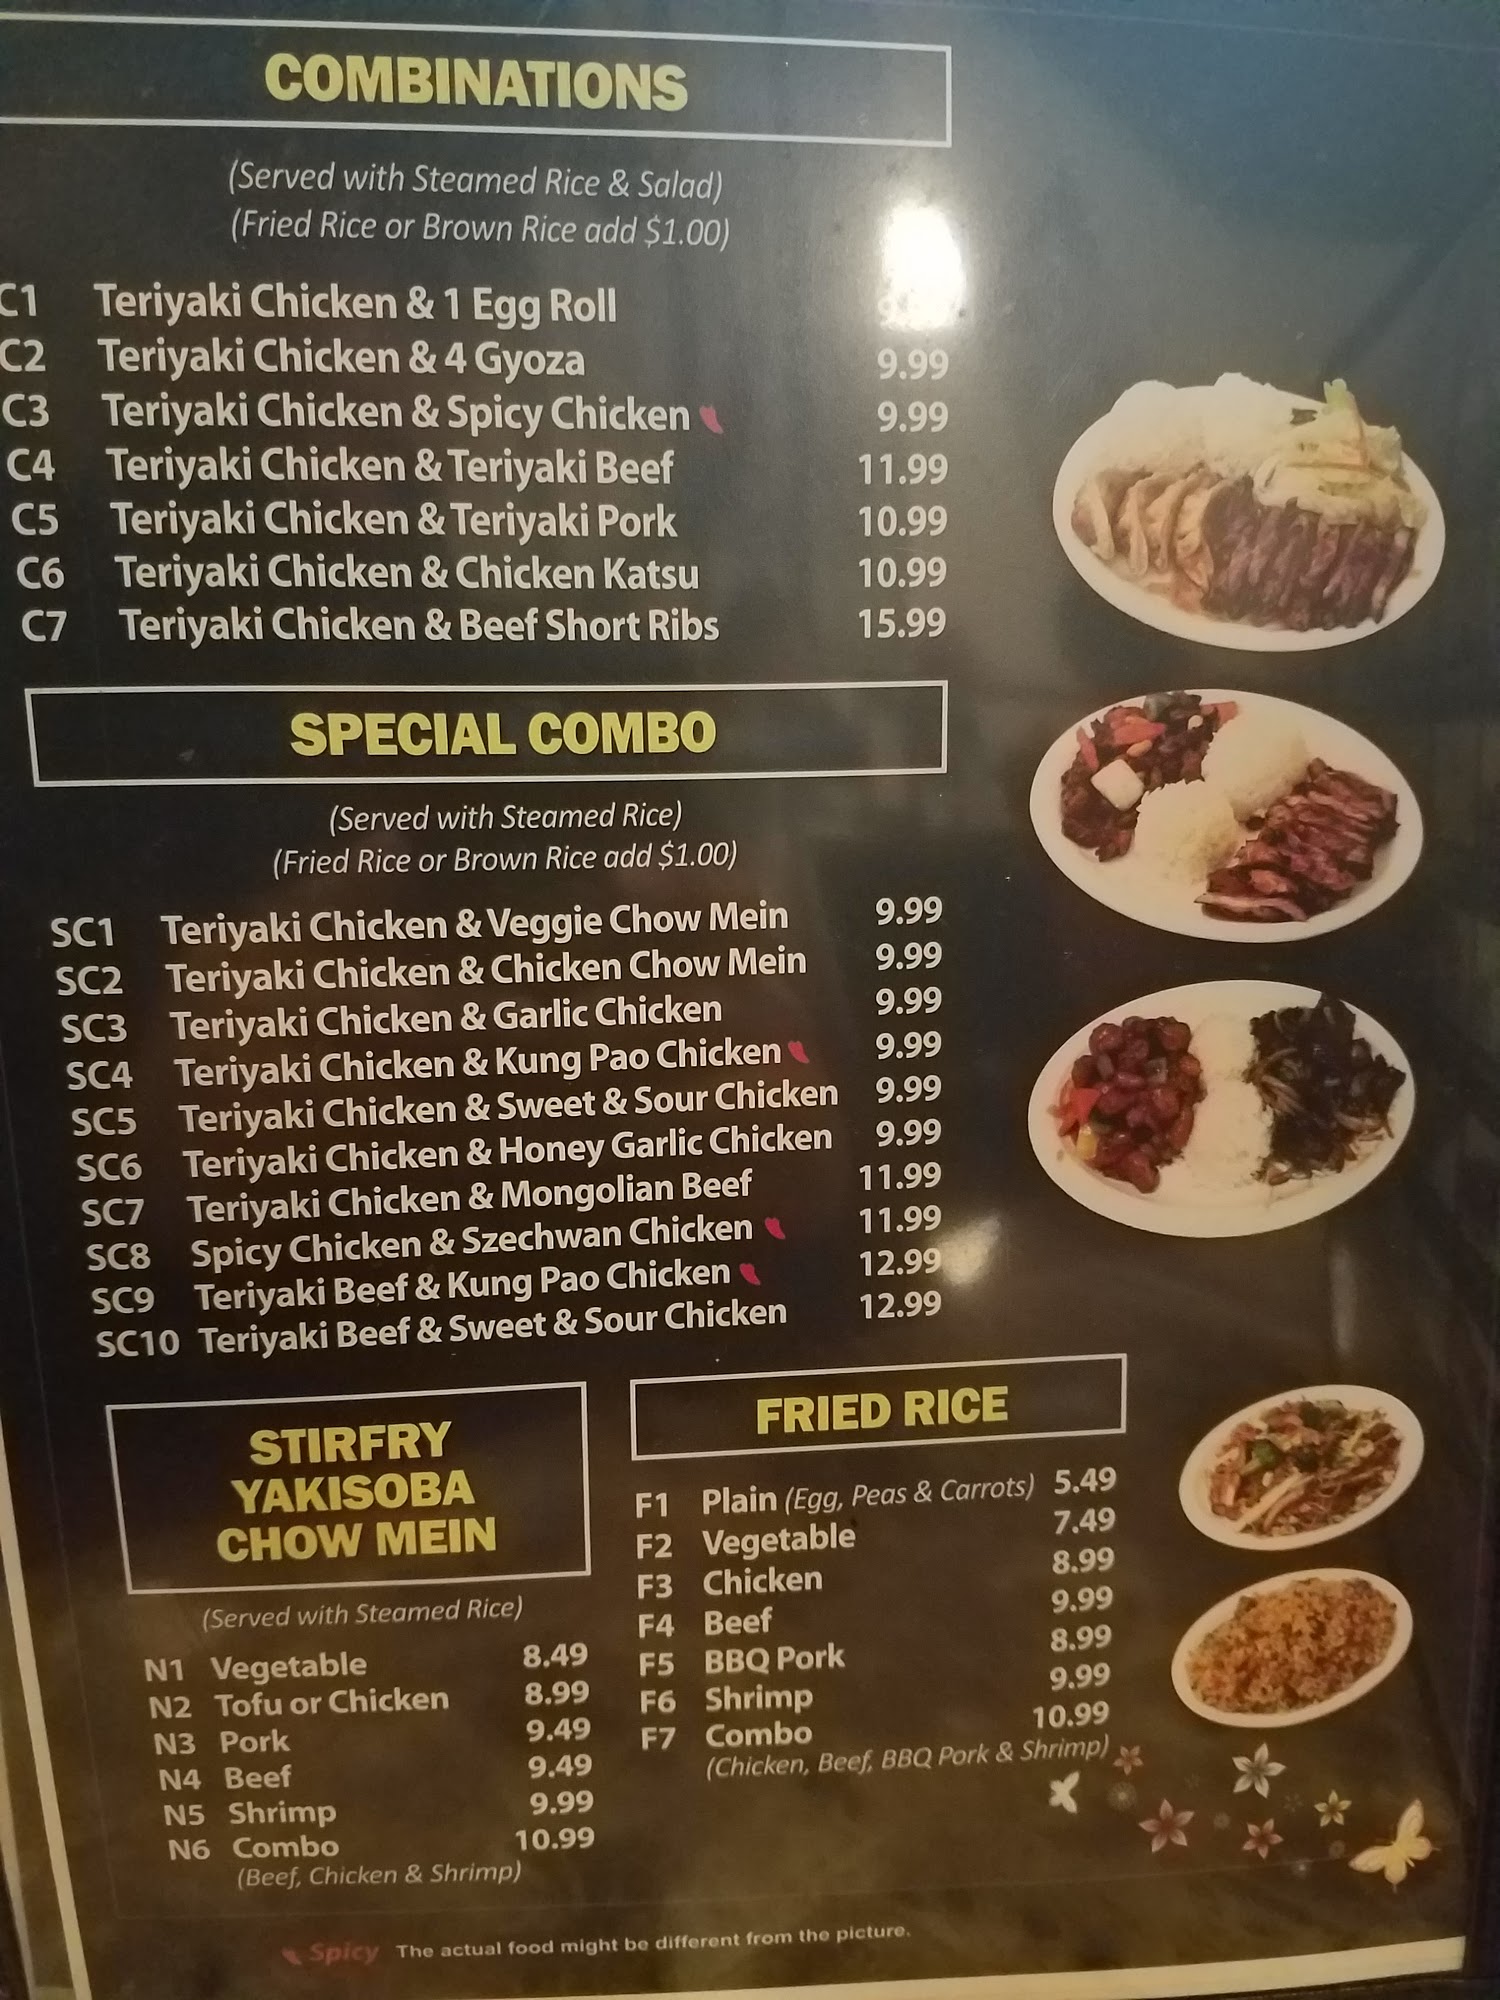 COMBINATIONS
(Served with Steamed Rice & Salad)
(Fried Rice or Brown Rice add $1.00)
C1 Teriyaki Chicken & 1 Egg Roll
C2 Teriyaki Chicken & 4 Gyoza 9.99
C3 Teriyaki Chicken & Spicy Chicken 9.99
C4 Teriyaki Chicken & Teriyaki Beef 11.99
C5 Teriyaki Chicken & Teriyaki Pork 10.99
C6 Teriyaki Chicken & Chicken Katsu 10.99
C7 Teriyaki Chicken & Beef Short Ribs 15.99
SPECIAL COMBO
(Served with Steamed Rice)
(Fried Rice or Brown Rice add $1.00)
SC1 Teriyaki Chicken & Veggie Chow Mein 9.99
SC2 Teriyaki Chicken & Chicken Chow Mein 9.99
SC3 Teriyaki Chicken & Garlic Chicken 9.99
SC4 Teriyaki Chicken & Kung Pao Chicken 9.99
SC5 Teriyaki Chicken & Sweet & Sour Chicken 9.99
SC6 Teriyaki Chicken & Honey Garlic Chicken 9.99
SC7 Teriyaki Chicken & Mongolian Beef 11.99
SC8 Spicy Chicken & Szechwan Chicken 11.99
SC9 Teriyaki Beef & Kung Pao Chicken 12.99
SC10 Teriyaki Beef & Sweet & Sour Chicken 12.99
STIRFRY
YAKISOBA
CHOW MEIN
(Served with Steamed Rice)
N1 Vegetable 8.49
N2 Tofu or Chicken 8.99
N3 Pork 9.49
N4 Beef 9.49
N5 Shrimp 9.99
N6 Combo 10.99
(Beef, Chicken & Shrimp)
FRIED RICE
F1 Plain (Egg, Peas & Carrots) 5.49
F2 Vegetable 7.49
F3 Chicken 8.99
F4 Beef 9.99
F5 BBQ Pork 8.99
F6 Shrimp 9.99
F7 Combo 10.99
(Chicken, Beef, BBQ Pork & Shrimp)
Spicy The actual food might be different from the picture.